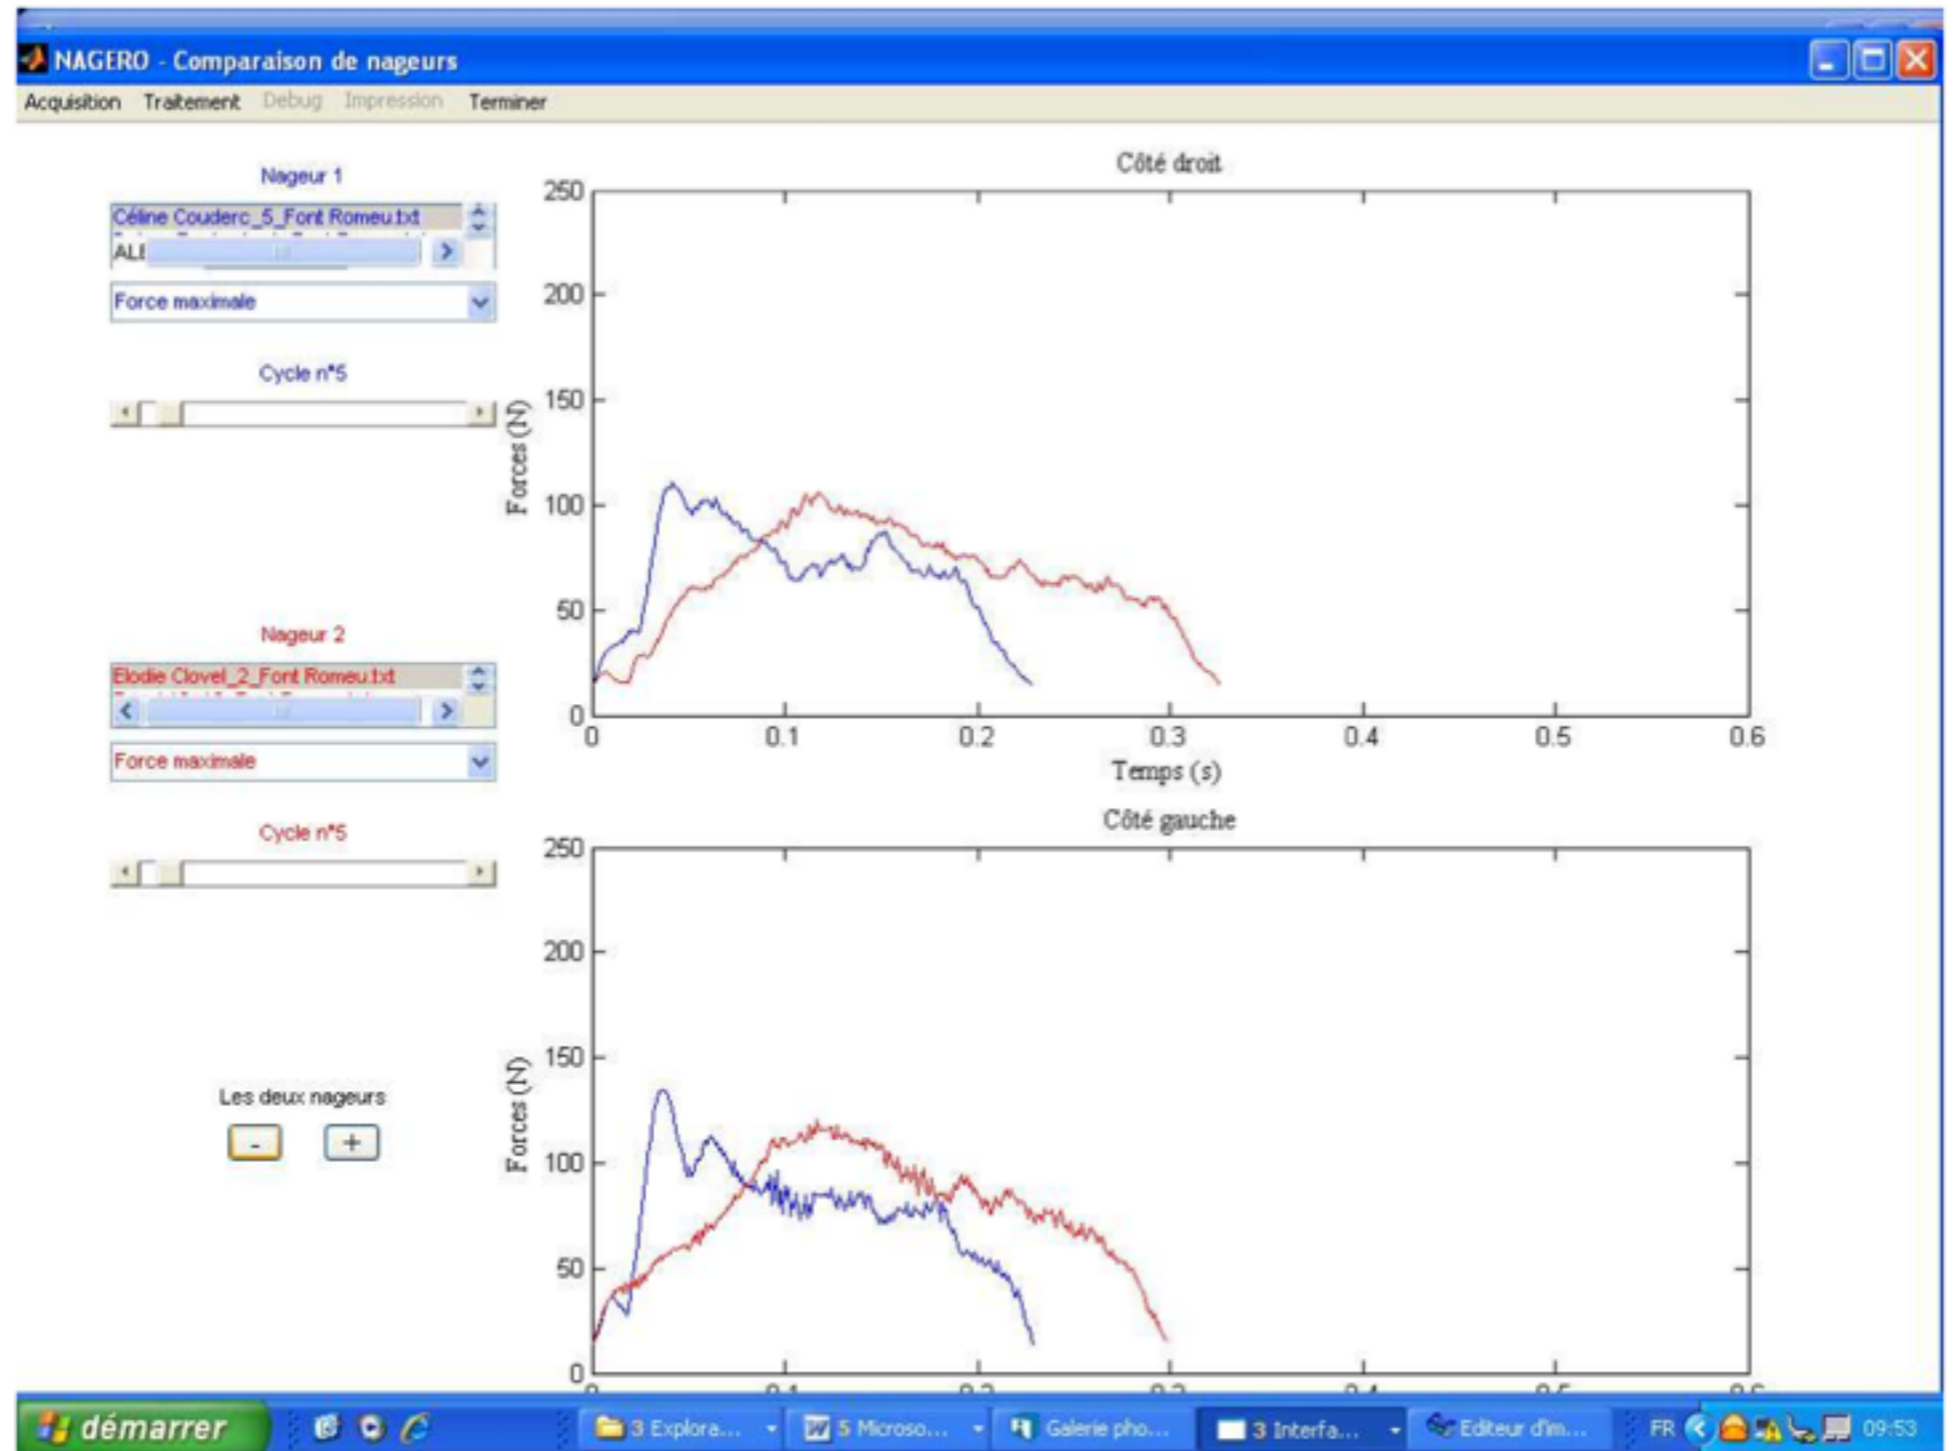 NAGERO - Comparaison de nageurs
Acquisition Traitement Debug Impression Terminer
Nageur 1
Céline Couderc_5_Font Romeu.txt
Force maximale
Cycle n°5
Nageur 2
Elodie Clovel_2_Font Romeu.txt
Force maximale
Cycle n°5
Les deux nageurs
- +
Côté droit
250
200
150
100
50
0
Forces (N)
0 0.1 0.2 0.3 0.4 0.5 0.6
Temps (s)
Côté gauche
250
200
150
100
50
0
Forces (N)
démarrer 3 Explora... 5 Microso... Galerie pho... 3 Interfa... Editeur d'im... FR 09:53